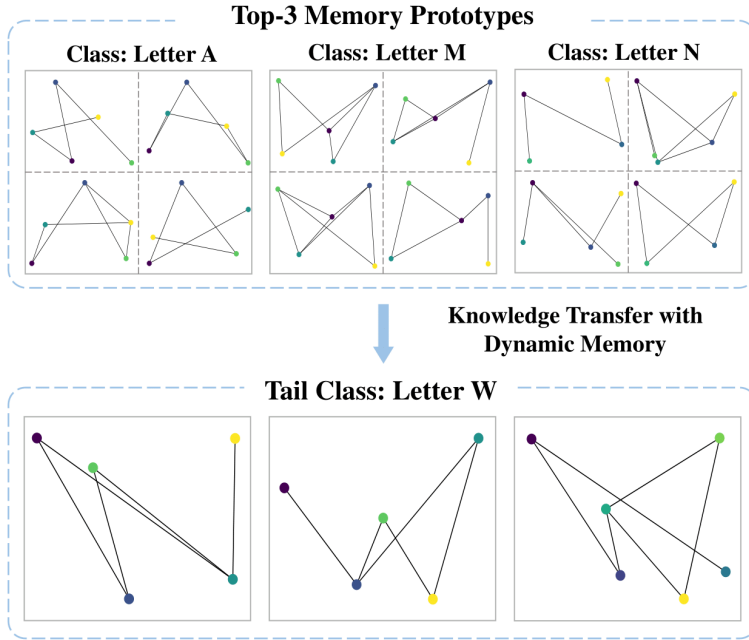 Top-3 Memory Prototypes
Class: Letter A
Class: Letter M
Class: Letter N
Knowledge Transfer with
Dynamic Memory
Tail Class: Letter W